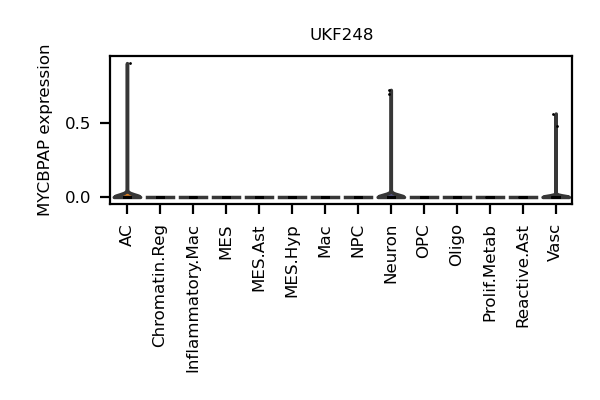 UKF248
MYCBPAP expression
0.5
0.0
AC
Chromatin.Reg
Inflammatory.Mac
MES
MES.Ast
MES.Hyp
Mac
NPC
Neuron
OPC
Oligo
Prolif.Metab
Reactive.Ast
Vasc